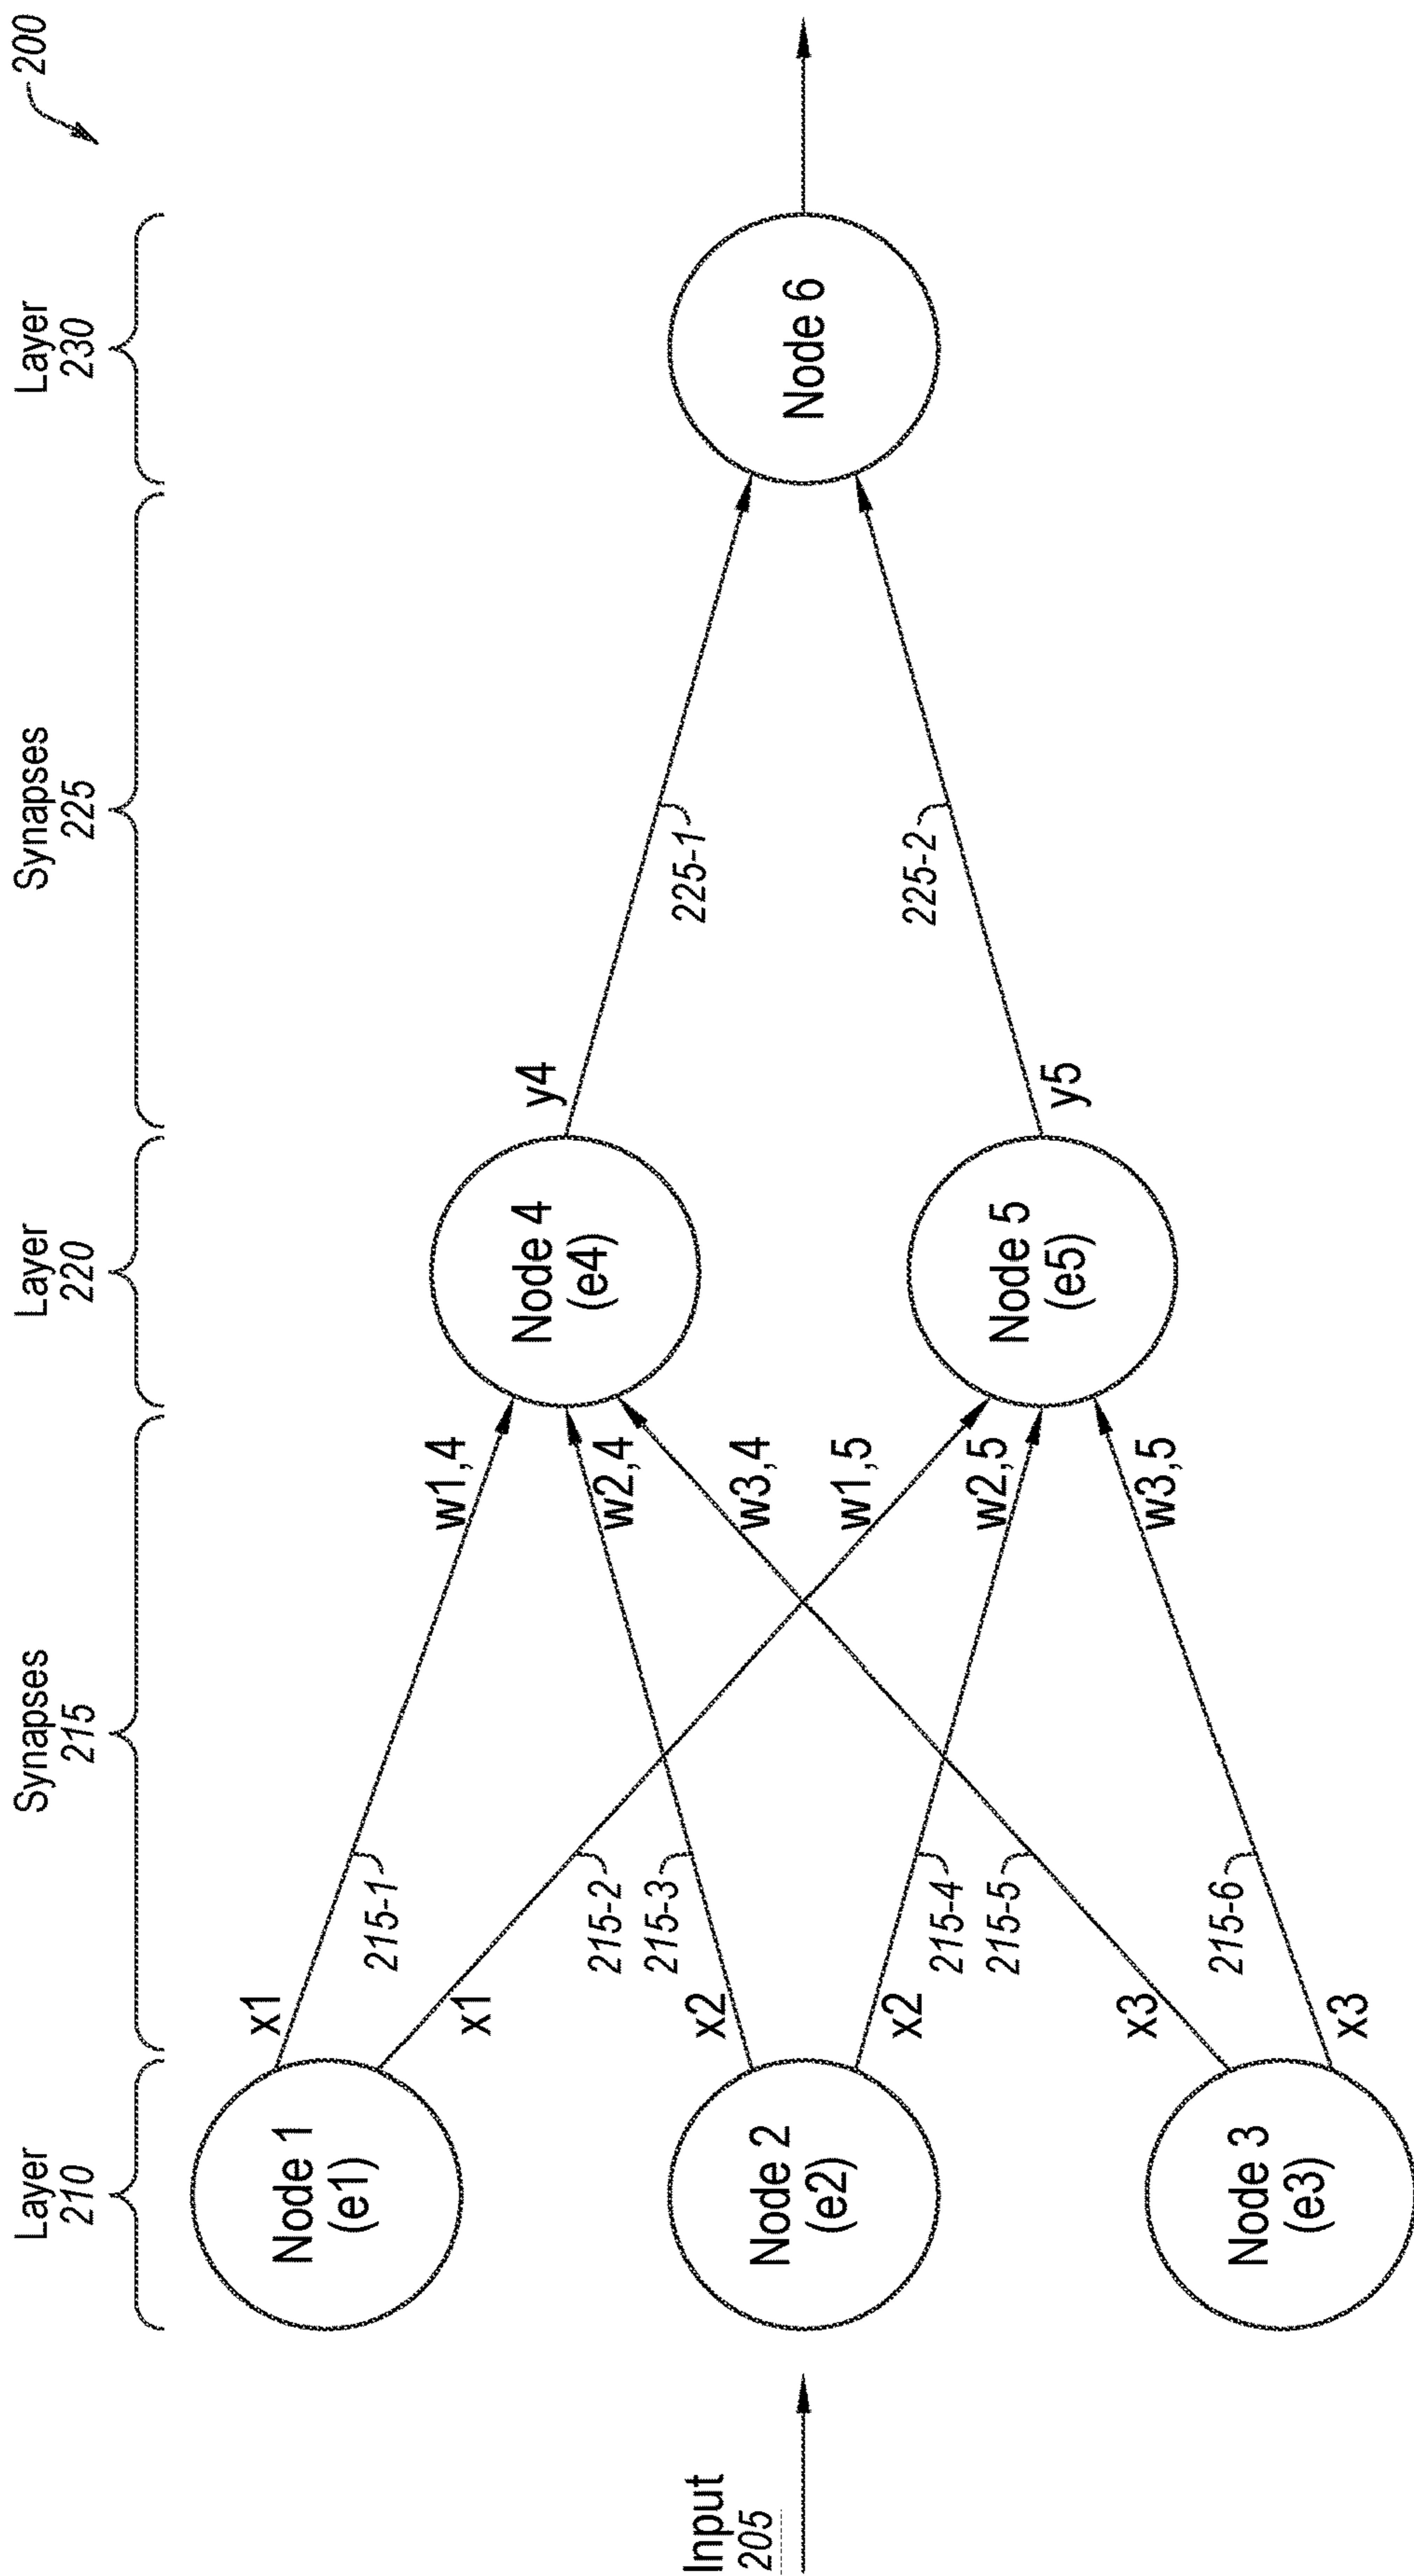 200
Layer
210
Synapses
215
Layer
220
Synapses
225
Layer
230
Input
205
Node 1
(e1)
x1
215-1
w1,4
x1
215-2
Node 4
(e4)
y4
225-1
w2,4
215-3
x2
Node 2
(e2)
w3,4
Node 6
x2
215-4
w1,5
225-2
215-5
w2,5
Node 5
(e5)
y5
x3
w3,5
215-6
Node 3
(e3)
x3